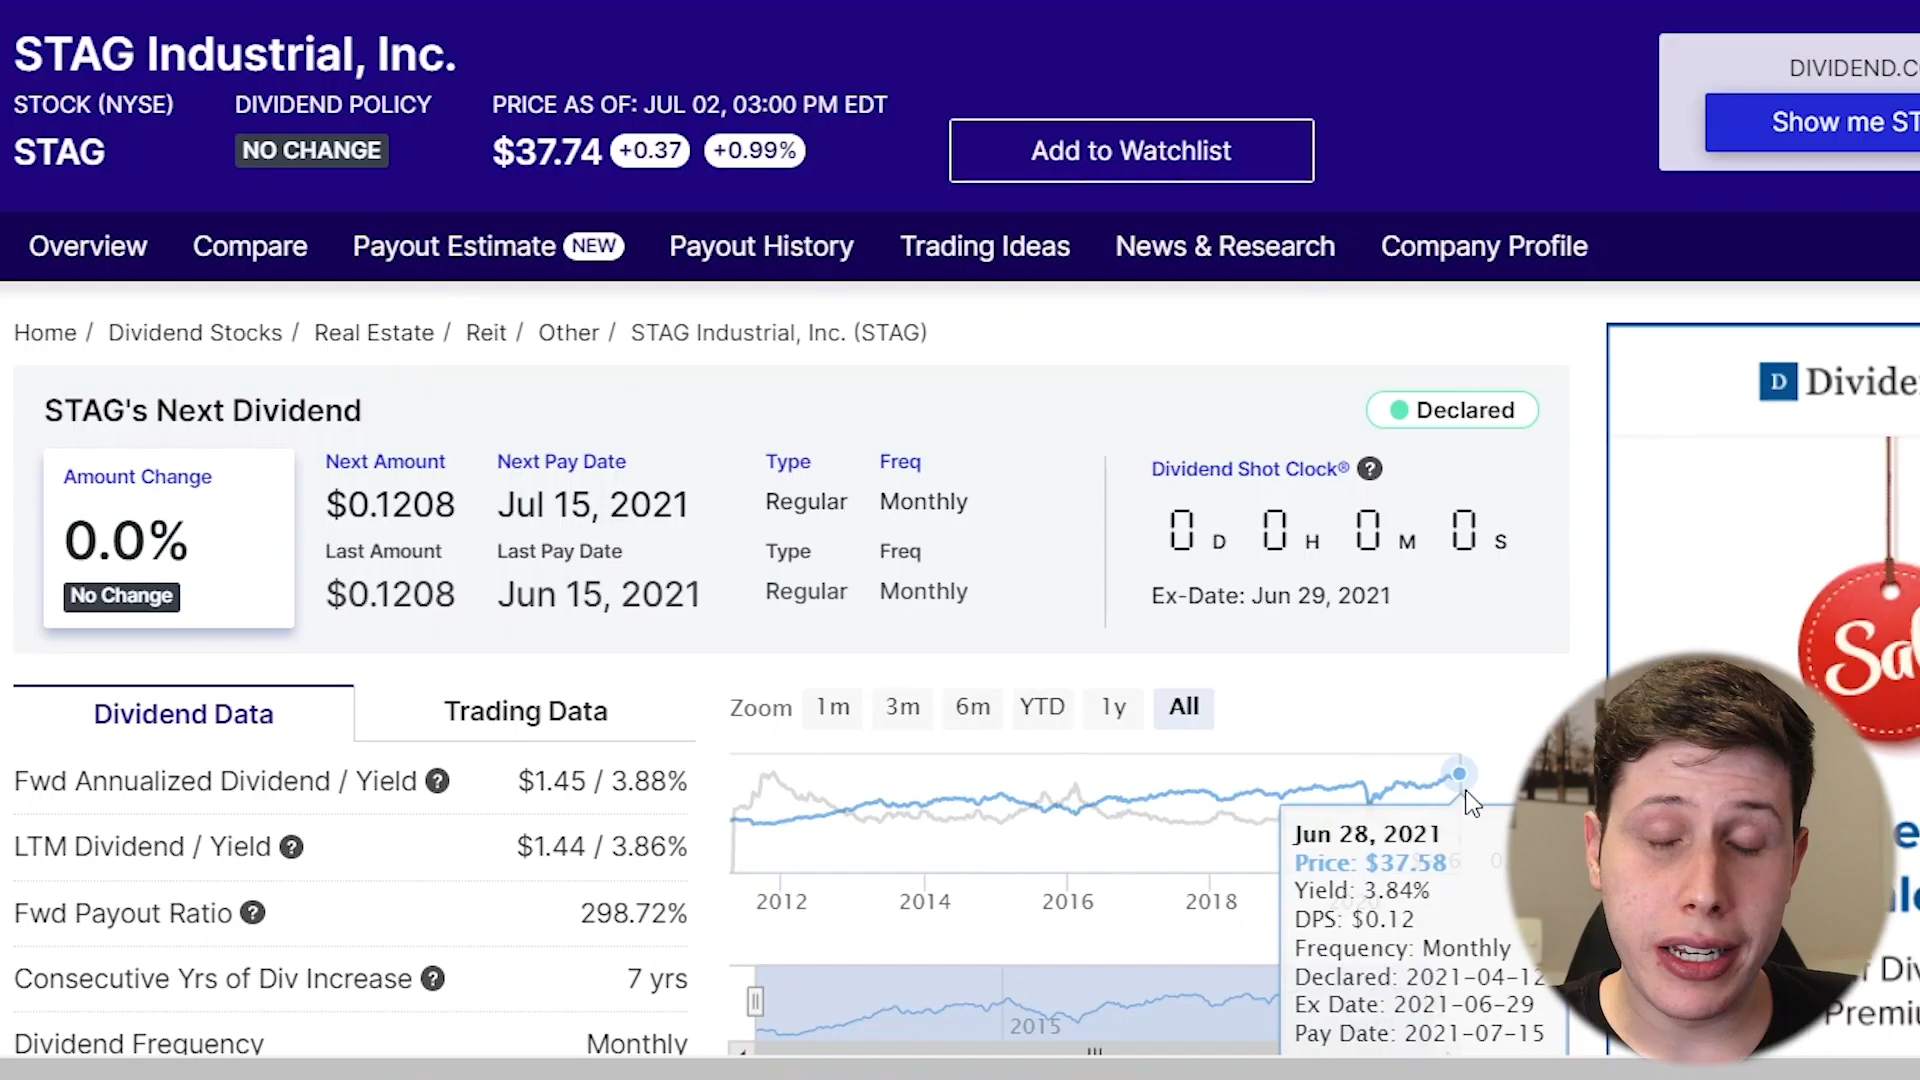 STAG Industrial, Inc.
STOCK (NYSE) DIVIDEND POLICY PRICE AS OF: JUL 02, 03:00 PM EDT
STAG NO CHANGE $37.74 +0.37 +0.99%
Add to Watchlist
DIVIDEND.C
Show me ST
Overview Compare Payout Estimate NEW Payout History Trading Ideas News & Research Company Profile
Home / Dividend Stocks / Real Estate / Reit / Other / STAG Industrial, Inc. (STAG)
STAG's Next Dividend
Declared
Amount Change
0.0%
No Change
Next Amount Next Pay Date Type Freq
$0.1208 Jul 15, 2021 Regular Monthly
Last Amount Last Pay Date Type Freq
$0.1208 Jun 15, 2021 Regular Monthly
Dividend Shot Clock® ?
0 D 0 H 0 M 0 S
Ex-Date: Jun 29, 2021
D Divide
Sal
Dividend Data Trading Data
Fwd Annualized Dividend / Yield ? $1.45 / 3.88%
LTM Dividend / Yield ? $1.44 / 3.86%
Fwd Payout Ratio ? 298.72%
Consecutive Yrs of Div Increase ? 7 yrs
Dividend Frequency Monthly
Zoom 1m 3m 6m YTD 1y All
2012 2014 2016 2018
2015
Jun 28, 2021
Price: $37.58
Yield: 3.84%
DPS: $0.12
Frequency: Monthly
Declared: 2021-04-12
Ex Date: 2021-06-29
Pay Date: 2021-07-15
Div
Premiu